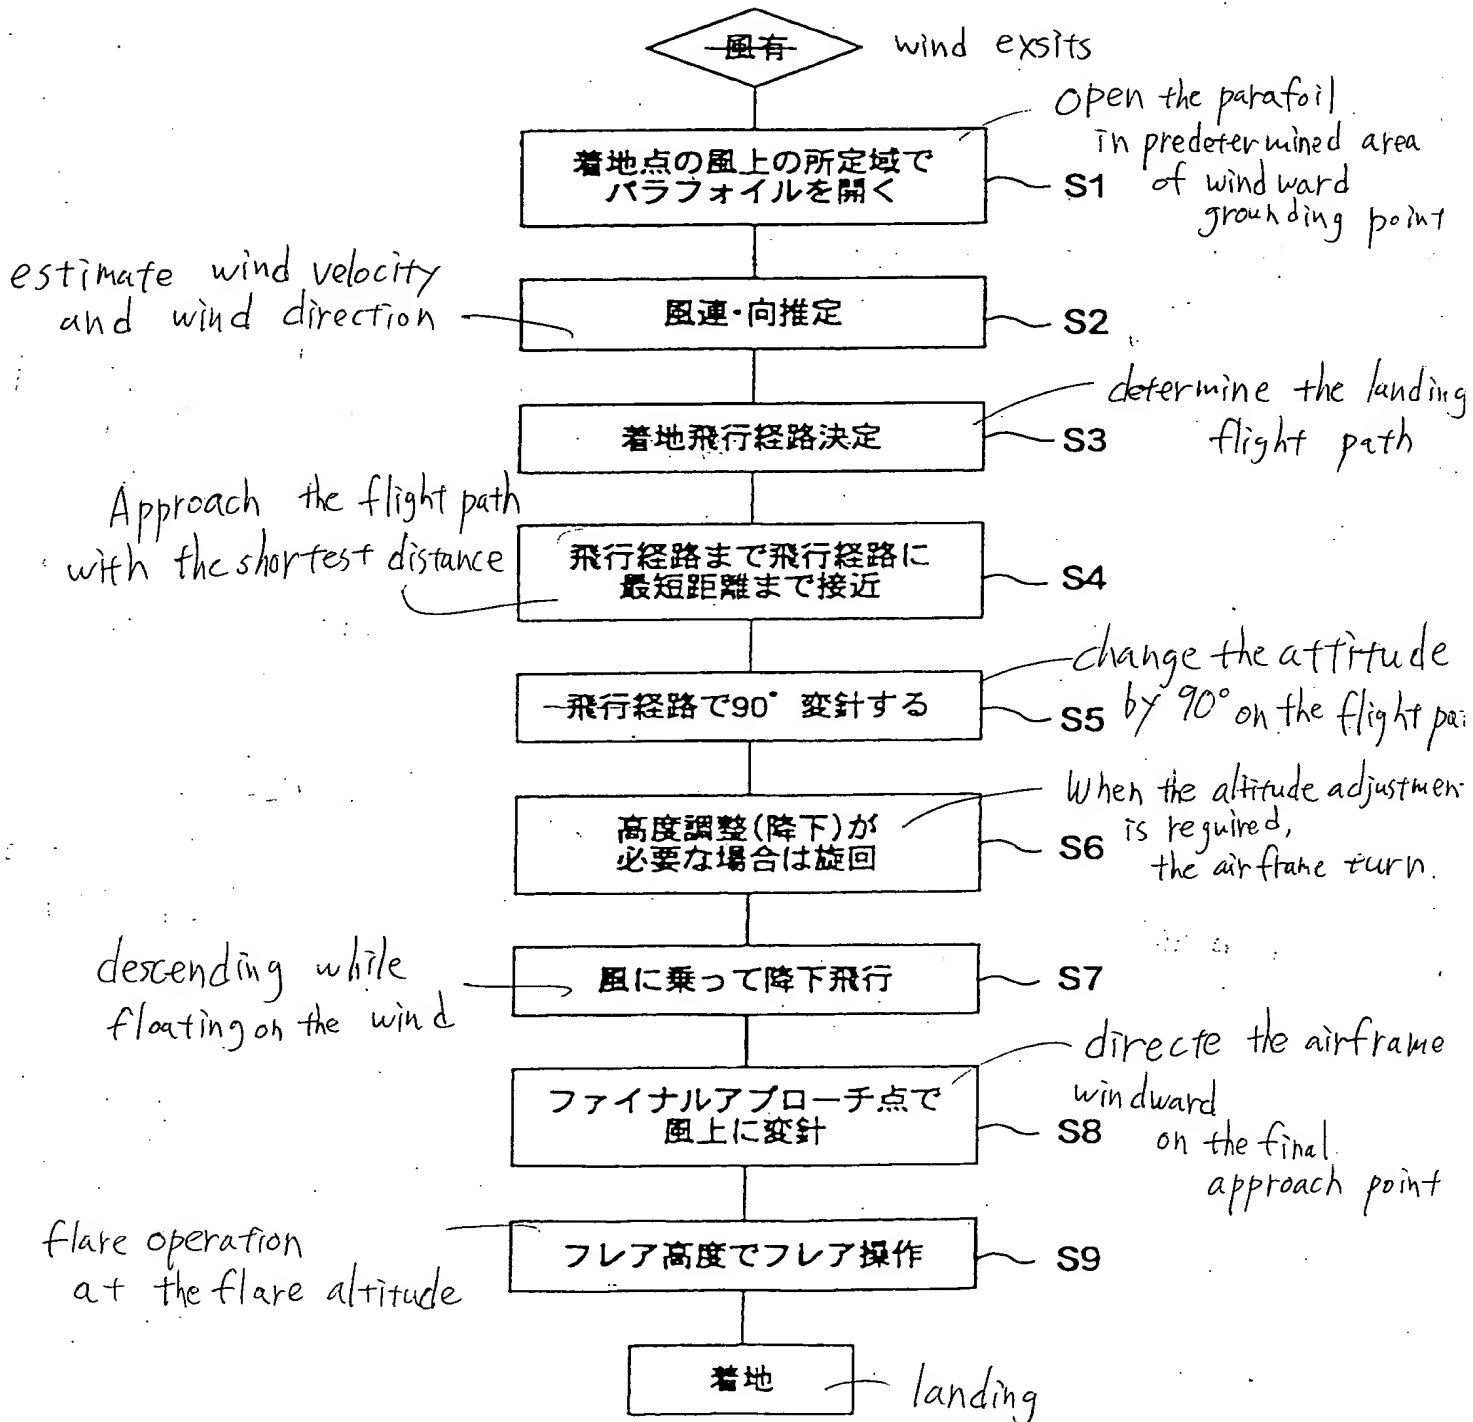 風有
wind exsits
着地点の風上の所定域で
パラフォイルを開く
S1
open the parafoil
in predetermined area
of windward
grounding point
estimate wind velocity
and wind direction
風連・向推定
S2
着地飛行経路決定
S3
determine the landing
flight path
Approach the flight path
with the shortest distance
飛行経路まで飛行経路に
最短距離まで接近
S4
飛行経路で90° 変針する
S5
change the attitude
by 90° on the flight pa
高度調整(降下)が
必要な場合は旋回
S6
When the altitude adjustmen
is required,
the airframe turn.
descending while
floating on the wind
風に乗って降下飛行
S7
ファイナルアプローチ点で
風上に変針
S8
directe the airframe
windward
on the final
approach point
flare operation
at the flare altitude
フレア高度でフレア操作
S9
着地
landing